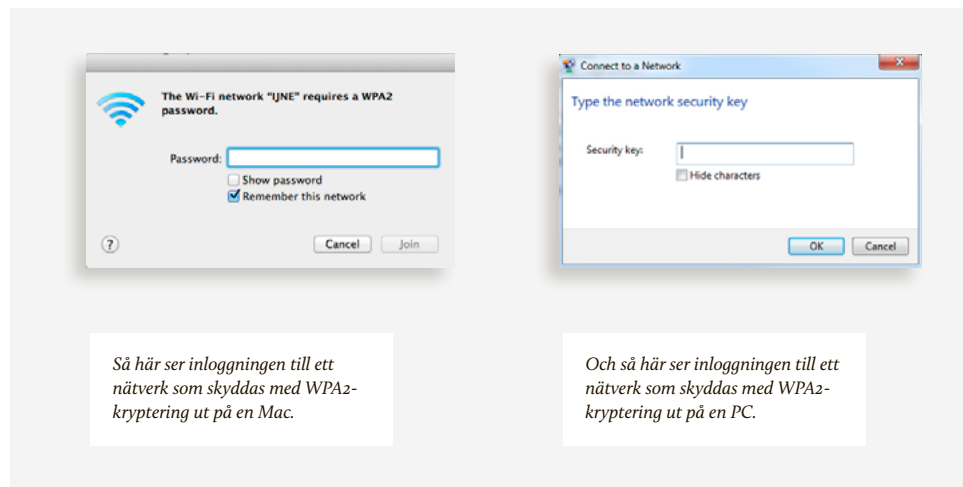 The Wi-Fi network "IJNE" requires a WPA2
password.
Password:
Show password
Remember this network
?
Cancel
Join
Så här ser inloggningen till ett
nätverk som skyddas med WPA2-
kryptering ut på en Mac.
Connect to a Network
Type the network security key
Security key:
Hide characters
OK
Cancel
Och så här ser inloggningen till ett
nätverk som skyddas med WPA2-
kryptering ut på en PC.